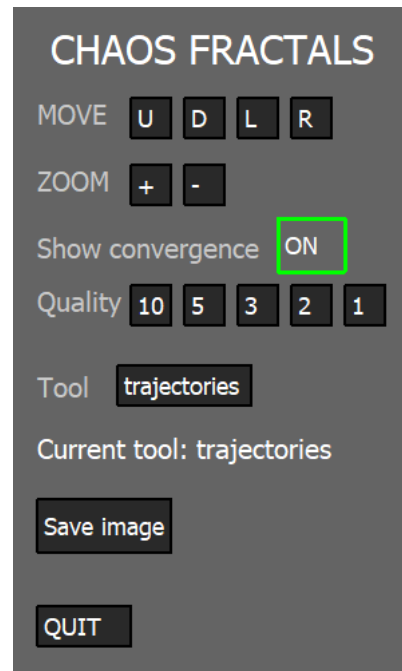 CHAOS FRACTALS
MOVE U D L R
ZOOM + -
Show convergence ON
Quality 10 5 3 2 1
Tool trajectories
Current tool: trajectories
Save image
QUIT